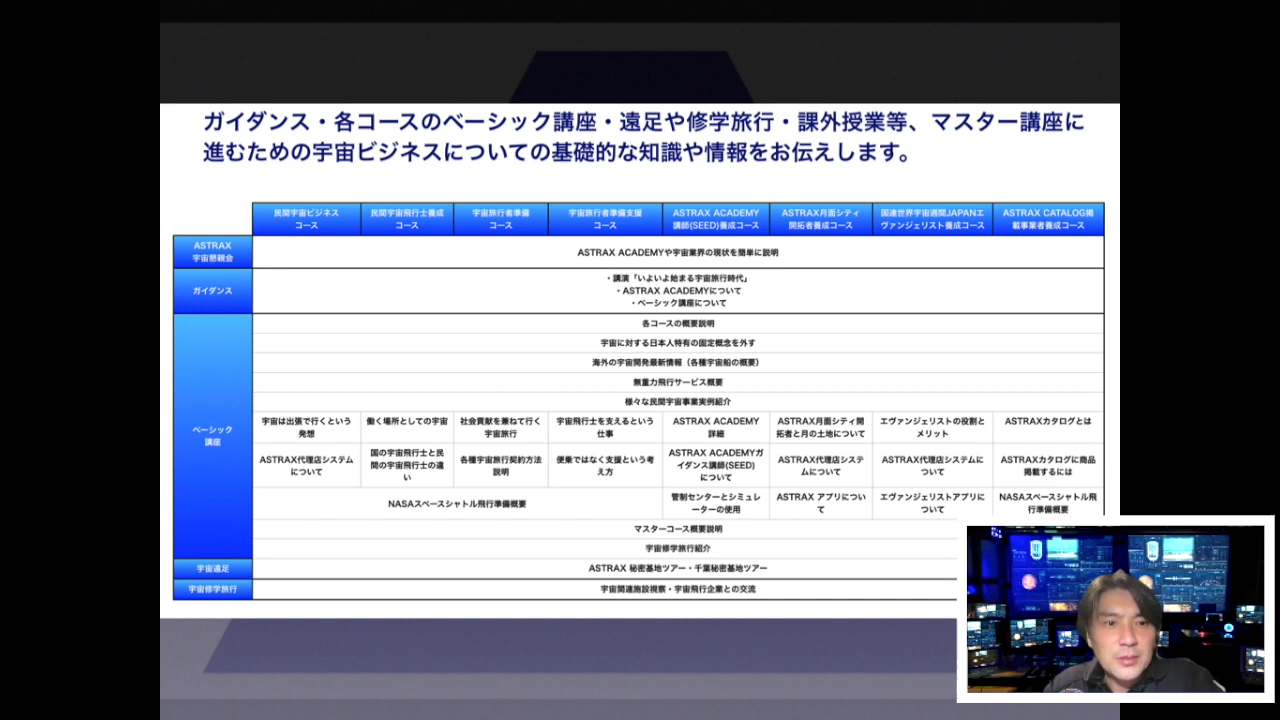 ガイダンス・各コースのベーシック講座・遠足や修学旅行・課外授業等、マスター講座に
進むための宇宙ビジネスについての基礎的な知識や情報をお伝えします。
民間宇宙ビジネス
コース
民間宇宙飛行士養成
コース
宇宙旅行者準備
コース
宇宙旅行者準備支援
コース
ASTRAX ACADEMY
講師(SEED)養成コース
ASTRAX月面シティ
開拓者養成コース
国連世界宇宙週間JAPANエ
ヴァンジェリスト養成コース
ASTRAX CATALOG掲
載事業者養成コース
ASTRAX
宇宙懇親会
ASTRAX ACADEMYや宇宙業界の現状を簡単に説明
ガイダンス
・講演「いよいよ始まる宇宙旅行時代」
・ASTRAX ACADEMYについて
・ベーシック講座について
ベーシック
講座
各コースの概要説明
宇宙に対する日本人特有の固定概念を外す
海外の宇宙開発最新情報（各種宇宙船の概要）
無重力飛行サービス概要
様々な民間宇宙事業実例紹介
宇宙は出張で行くという
発想
働く場所としての宇宙
社会貢献を兼ねて行く
宇宙旅行
宇宙飛行士を支えるという
仕事
ASTRAX ACADEMY
詳細
ASTRAX月面シティ開
拓者と月の土地について
エヴァンジェリストの役割と
メリット
ASTRAXカタログとは
ASTRAX代理店システム
について
国の宇宙飛行士と民
間の宇宙飛行士の違
い
各種宇宙旅行契約方法
説明
便乗ではなく支援という考
え方
ASTRAX ACADEMYガ
イダンス講師(SEED)
について
ASTRAX代理店システ
ムについて
ASTRAX代理店システムに
ついて
ASTRAXカタログに商品
掲載するには
NASAスペースシャトル飛行準備概要
管制センターとシミュレ
ーターの使用
ASTRAX アプリについ
て
エヴァンジェリストアプリに
ついて
NASAスペースシャトル飛
行準備概要
マスターコース概要説明
宇宙修学旅行紹介
宇宙遠足
ASTRAX 秘密基地ツアー・千葉秘密基地ツアー
宇宙修学旅行
宇宙関連施設視察・宇宙飛行企業との交流